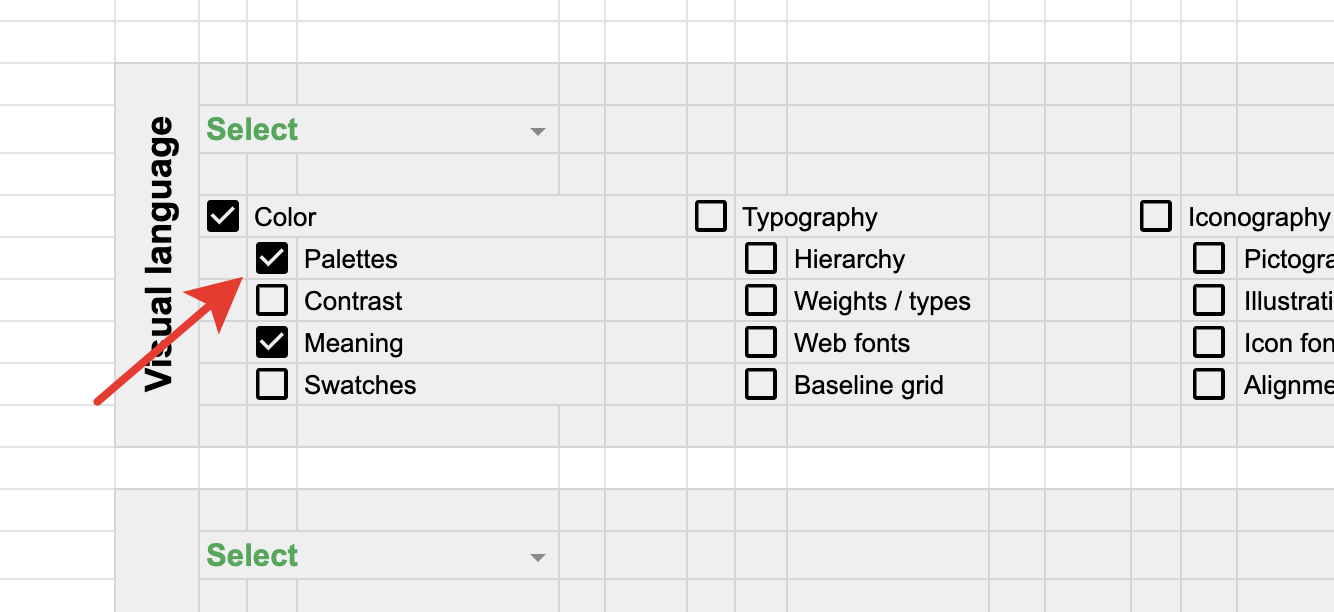 Visual language
Select
Color
Palettes
Contrast
Meaning
Swatches
Typography
Hierarchy
Weights / types
Web fonts
Baseline grid
Iconography
Pictogra
Illustrati
Icon fon
Alignme
Select